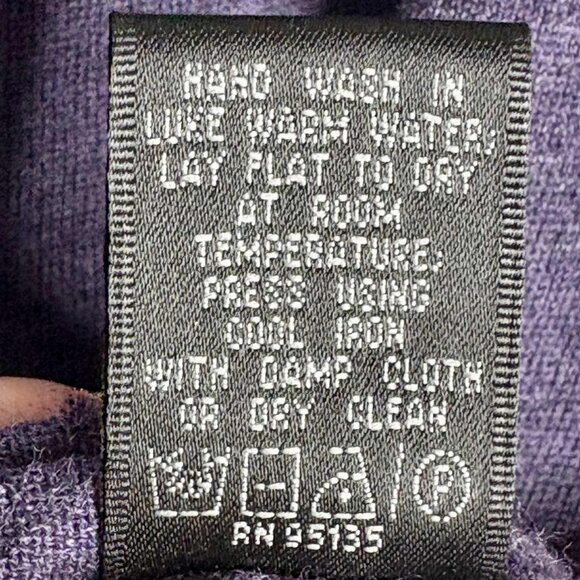 HAND WASH IN
LUKE WARM WATER,
LAY FLAT TO DRY
AT ROOM
TEMPERATURE,
PRESS USING
COOL IRON
WITH DAMP CLOTH
OR DRY CLEAN
P
RN 95135